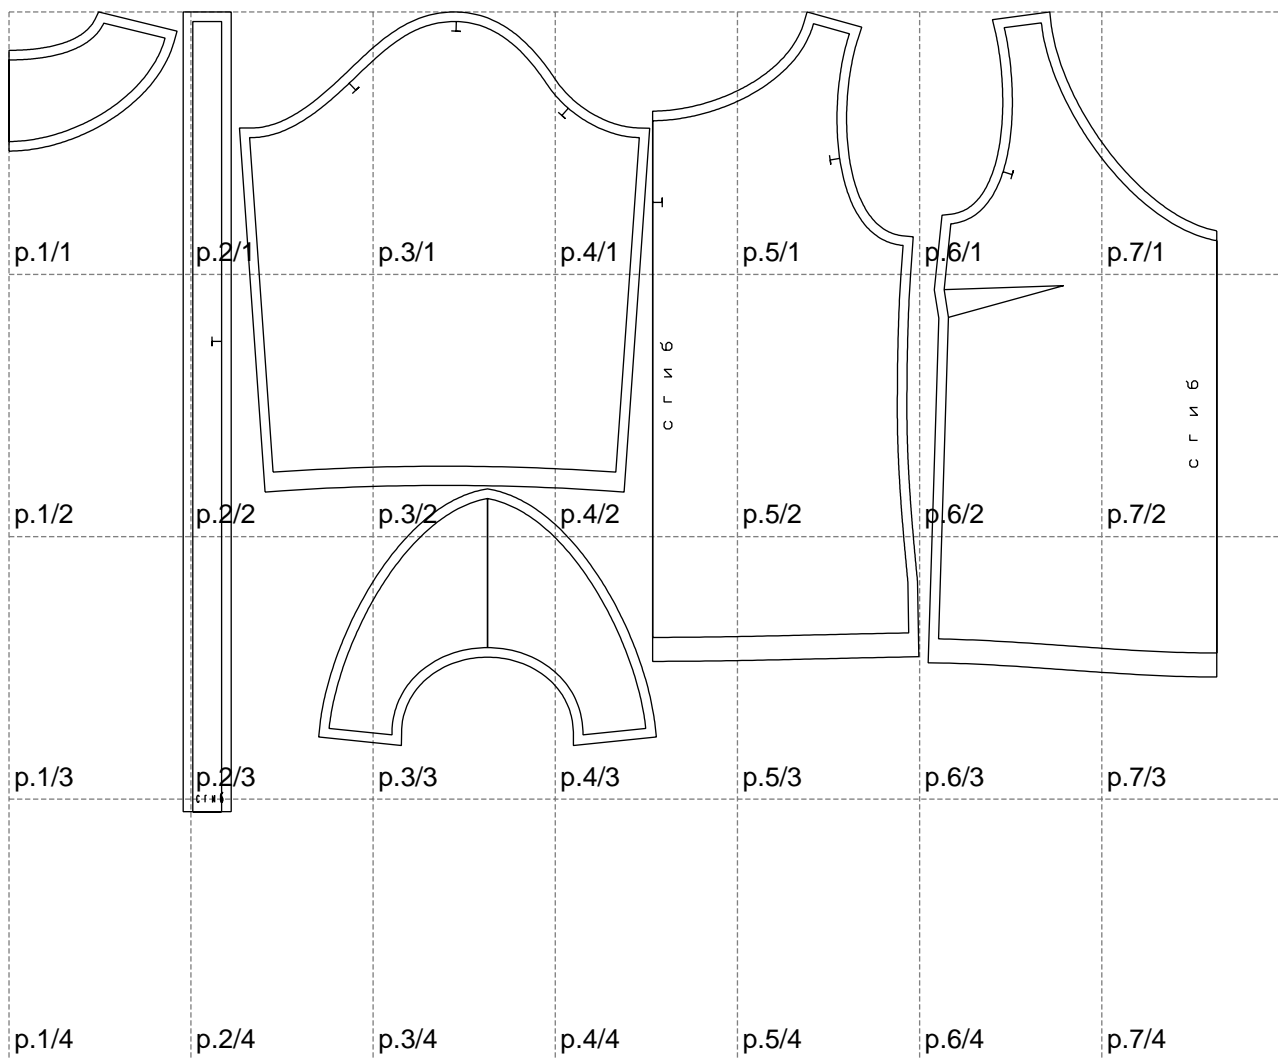 p.1/1 p.2/1 p.3/1 p.4/1 p.5/1 p.6/1 p.7/1
с г и б
с г и б
p.1/2 p.2/2 p.3/2 p.4/2 p.5/2 p.6/2 p.7/2
p.1/3 p.2/3 p.3/3 p.4/3 p.5/3 p.6/3 p.7/3
с г и б
p.1/4 p.2/4 p.3/4 p.4/4 p.5/4 p.6/4 p.7/4